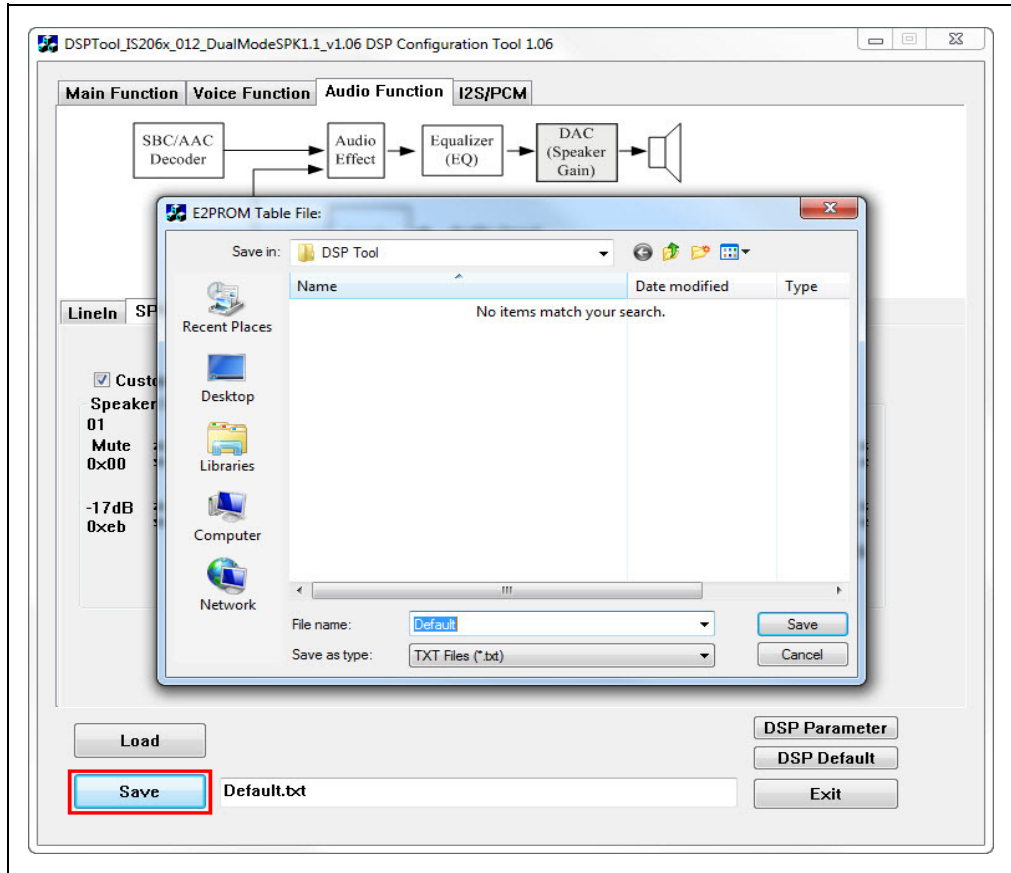 DSPTool_IS206x_012_DualModeSPK1.1_v1.06 DSP Configuration Tool 1.06
Main Function Voice Function Audio Function I2S/PCM
SBC/AAC
Decoder
Audio
Effect
Equalizer
(EQ)
DAC
(Speaker
Gain)
E2PROM Table File:
Save in: DSP Tool
Name Date modified Type
No items match your search.
Recent Places
Desktop
Libraries
Computer
Network
LineIn SP
Custo
Speaker
01
Mute
0x00
-17dB
0xeb
File name: Default Save
Save as type: TXT Files (*.txt) Cancel
Load
DSP Parameter
DSP Default
Save Default.txt Exit